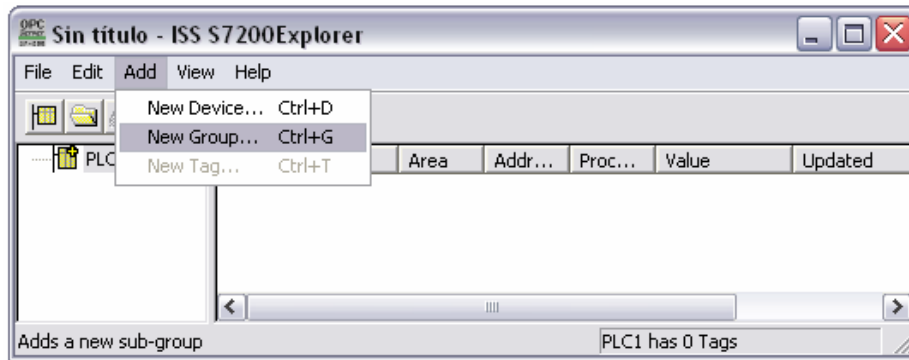 OPC
Sin título - ISS S7200Explorer
File Edit Add View Help
New Device... Ctrl+D
New Group... Ctrl+G
New Tag... Ctrl+T
PLC Area Addr... Proc... Value Updated
Adds a new sub-group PLC1 has 0 Tags